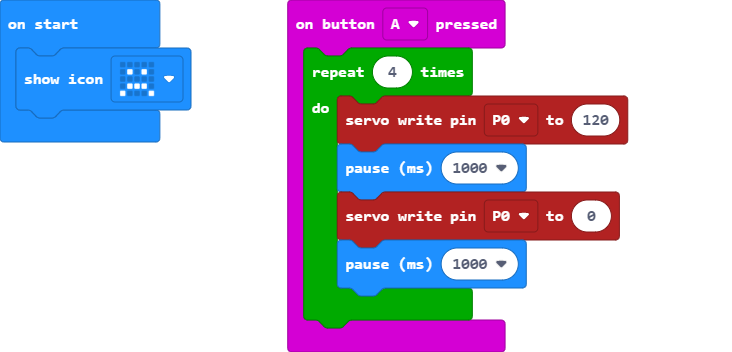 on start
show icon
on button A pressed
repeat 4 times
do
servo write pin P0 to 120
pause (ms) 1000
servo write pin P0 to 0
pause (ms) 1000